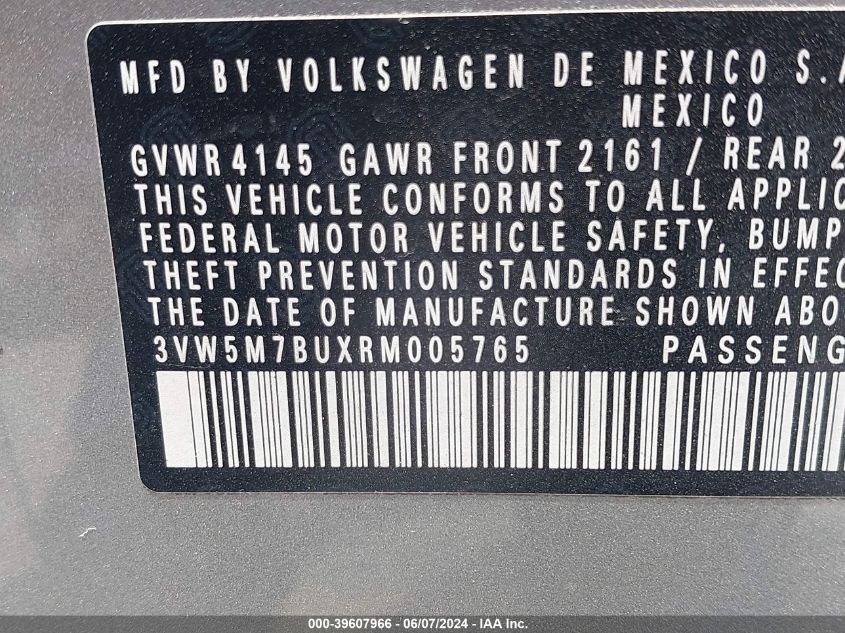 MFD BY VOLKSWAGEN DE MEXICO S.
MEXICO
GVWR 4145 GAWR FRONT 2161 / REAR 2
THIS VEHICLE CONFORMS TO ALL APPLIC
FEDERAL MOTOR VEHICLE SAFETY, BUMP
THEFT PREVENTION STANDARDS IN EFFEC
THE DATE OF MANUFACTURE SHOWN ABO
3VW5M7BUXRM005765 PASSENG
000-39607966 - 06/07/2024 - IAA Inc.